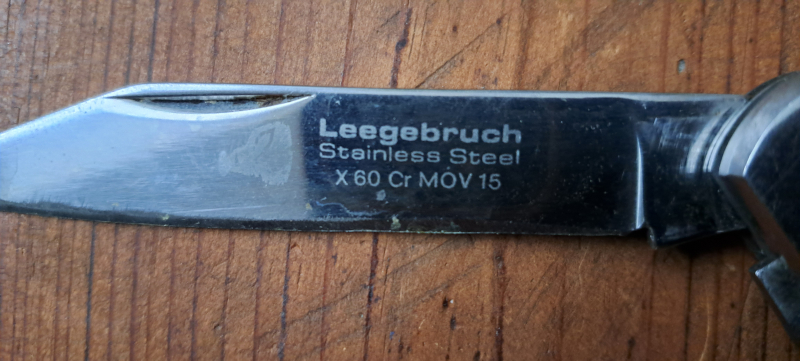 Leegebruch
Stainless Steel
X 60 Cr MOV 15